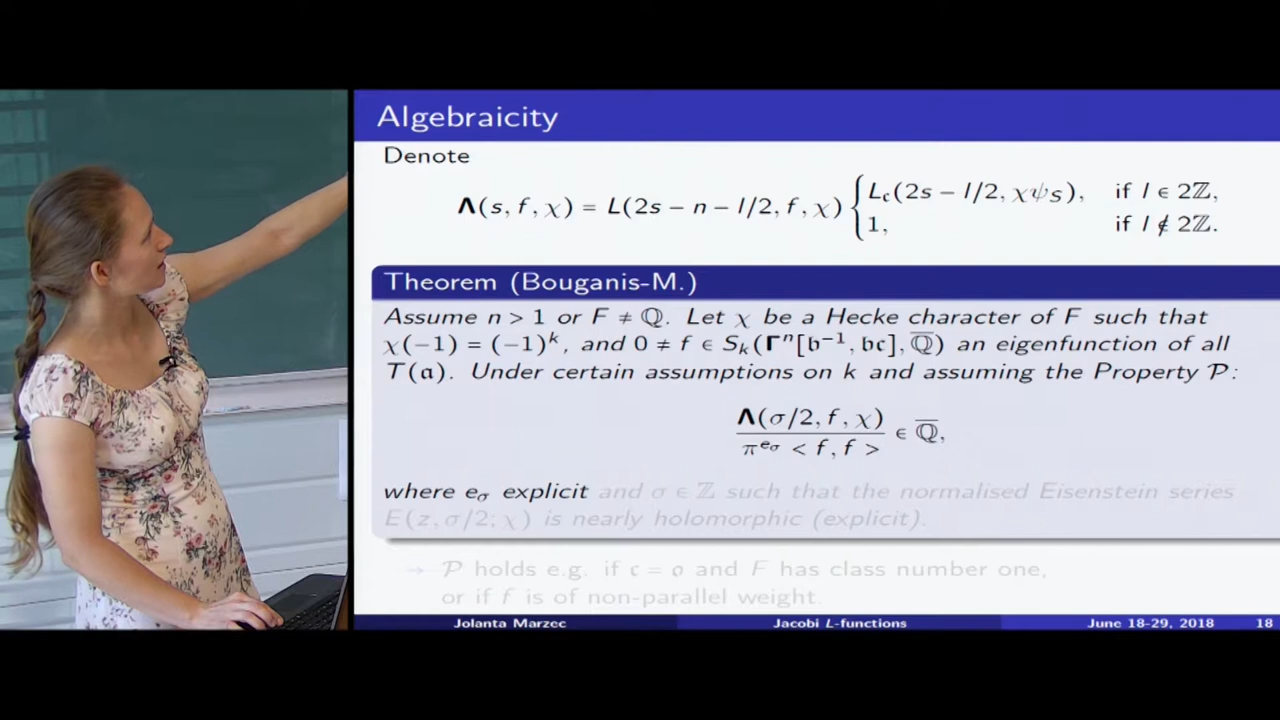 Algebraicity
Denote
Λ(s, f, χ) = L(2s − n − l/2, f, χ) { L_𝔠(2s − l/2, χψ_S), if l ∈ 2ℤ,
1, if l ∉ 2ℤ.
Theorem (Bouganis-M.)
Assume n > 1 or F ≠ ℚ. Let χ be a Hecke character of F such that
χ(−1) = (−1)^k, and 0 ≠ f ∈ S_k(Γ^n[𝔟^{−1}, 𝔟𝔠], ℚ̅) an eigenfunction of all
T(𝔞). Under certain assumptions on k and assuming the Property 𝒫:
Λ(σ/2, f, χ)
π^{e_σ} < f, f >
∈ ℚ̅,
where e_σ explicit and σ ∈ ℤ such that the normalised Eisenstein series
E(z, σ/2; χ) is nearly holomorphic (explicit).
→ 𝒫 holds e.g. if 𝔠 = 𝔬 and F has class number one,
or if f is of non-parallel weight.
Jolanta Marzec Jacobi L-functions June 18-29, 2018 18